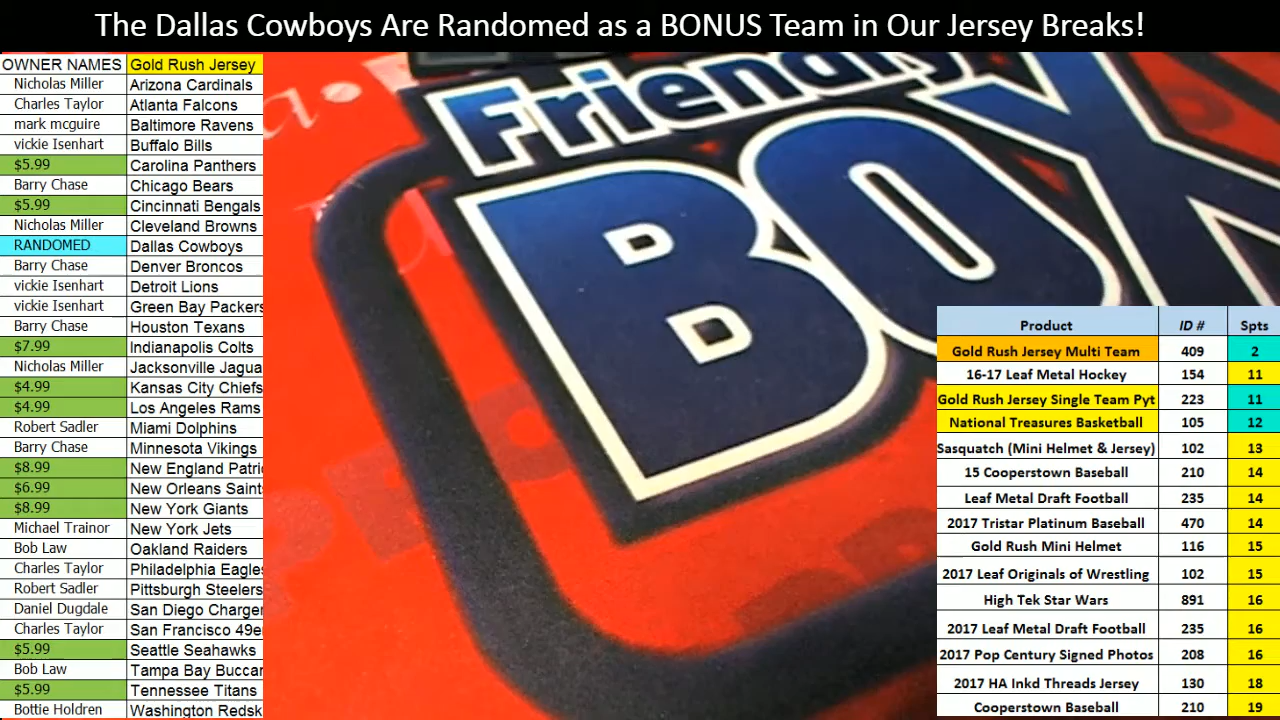 The Dallas Cowboys Are Randomed as a BONUS Team in Our Jersey Breaks!
OWNER NAMES Gold Rush Jersey
Nicholas Miller Arizona Cardinals
Charles Taylor Atlanta Falcons
mark mcguire Baltimore Ravens
vickie Isenhart Buffalo Bills
$5.99 Carolina Panthers
Barry Chase Chicago Bears
$5.99 Cincinnati Bengals
Nicholas Miller Cleveland Browns
RANDOMED Dallas Cowboys
Barry Chase Denver Broncos
vickie Isenhart Detroit Lions
vickie Isenhart Green Bay Packers
Barry Chase Houston Texans
$7.99 Indianapolis Colts
Nicholas Miller Jacksonville Jagua
$4.99 Kansas City Chiefs
$4.99 Los Angeles Rams
Robert Sadler Miami Dolphins
Barry Chase Minnesota Vikings
$8.99 New England Patri
$6.99 New Orleans Saints
$8.99 New York Giants
Michael Trainor New York Jets
Bob Law Oakland Raiders
Charles Taylor Philadelphia Eagles
Robert Sadler Pittsburgh Steelers
Daniel Dugdale San Diego Charger
Charles Taylor San Francisco 49e
$5.99 Seattle Seahawks
Bob Law Tampa Bay Buccar
$5.99 Tennessee Titans
Bottie Holdren Washington Redsk
Friendly
BOX
Product ID # Spts
Gold Rush Jersey Multi Team 409 2
16-17 Leaf Metal Hockey 154 11
Gold Rush Jersey Single Team Pyt 223 11
National Treasures Basketball 105 12
Sasquatch (Mini Helmet & Jersey) 102 13
15 Cooperstown Baseball 210 14
Leaf Metal Draft Football 235 14
2017 Tristar Platinum Baseball 470 14
Gold Rush Mini Helmet 116 15
2017 Leaf Originals of Wrestling 102 15
High Tek Star Wars 891 16
2017 Leaf Metal Draft Football 235 16
2017 Pop Century Signed Photos 208 16
2017 HA Inkd Threads Jersey 130 18
Cooperstown Baseball 210 19